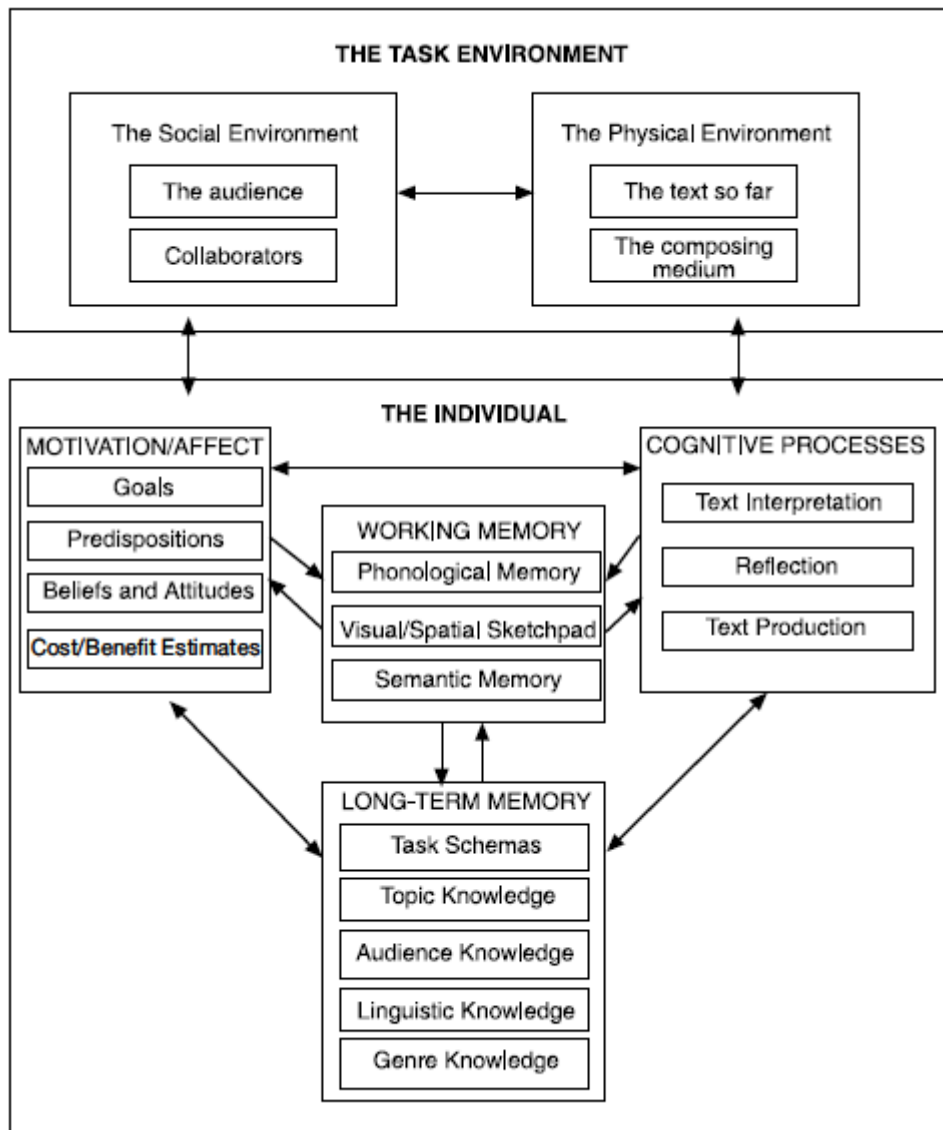 THE TASK ENVIRONMENT
The Social Environment
The audience
Collaborators
The Physical Environment
The text so far
The composing
medium
THE INDIVIDUAL
MOTIVATION/AFFECT
Goals
Predispositions
Beliefs and Attitudes
Cost/Benefit Estimates
WORKING MEMORY
Phonological Memory
Visual/Spatial Sketchpad
Semantic Memory
COGNITIVE PROCESSES
Text Interpretation
Reflection
Text Production
LONG-TERM MEMORY
Task Schemas
Topic Knowledge
Audience Knowledge
Linguistic Knowledge
Genre Knowledge